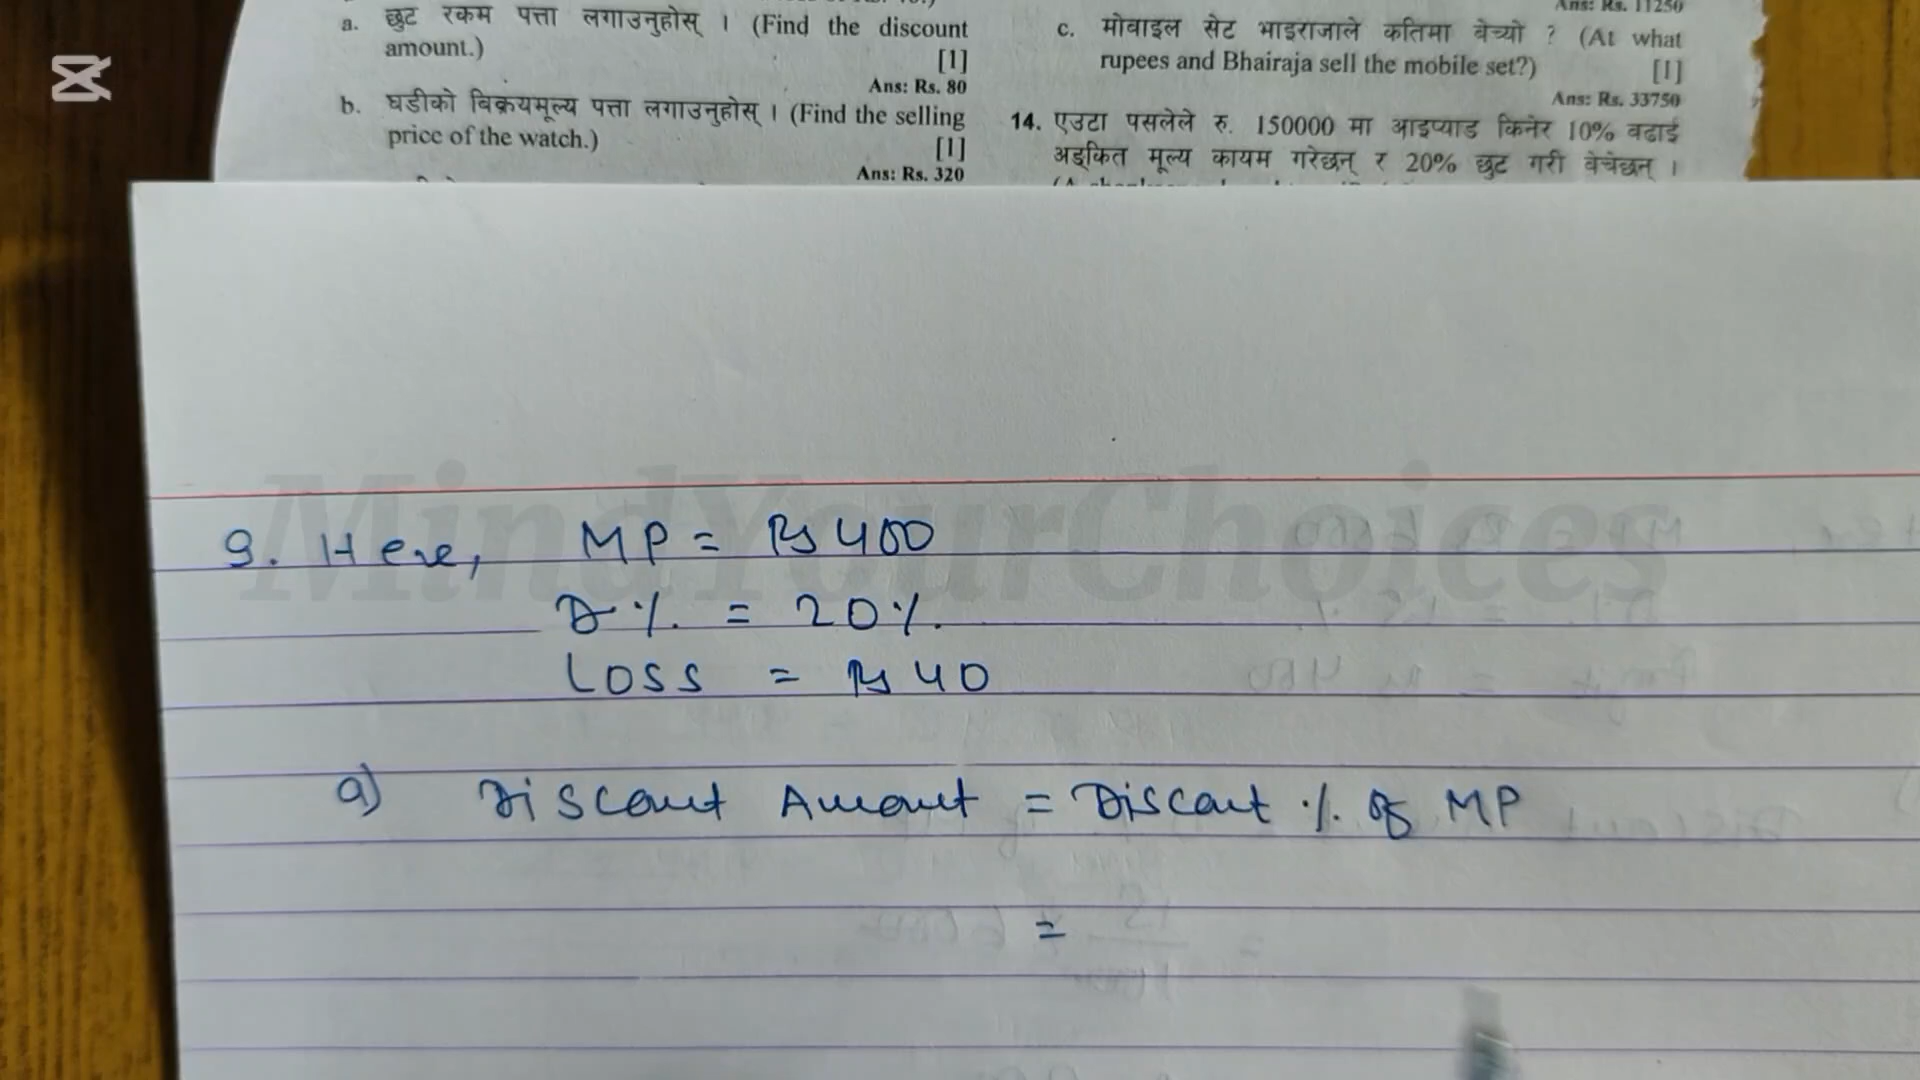 a. छुट रकम पत्ता लगाउनुहोस् । (Find the discount
amount.) [1]
Ans: Rs. 80
b. घडीको बिक्रयमूल्य पत्ता लगाउनुहोस् । (Find the selling
price of the watch.) [1]
Ans: Rs. 320
Ans: Rs. 11250
c. मोबाइल सेट भाइराजाले कतिमा बेच्यो ? (At what
rupees and Bhairaja sell the mobile set?) [1]
Ans: Rs. 33750
14. एउटा पसलेले रु. 150000 मा आइप्याड किनेर 10% बढाई
अङ्कित मूल्य कायम गरेछन् र 20% छुट गरी बेचेछन् ।
MindYourChoices
9. Here, MP = Rs 400
D% = 20%.
Loss = Rs 40
a) Discount Amount = Discount % of MP
=